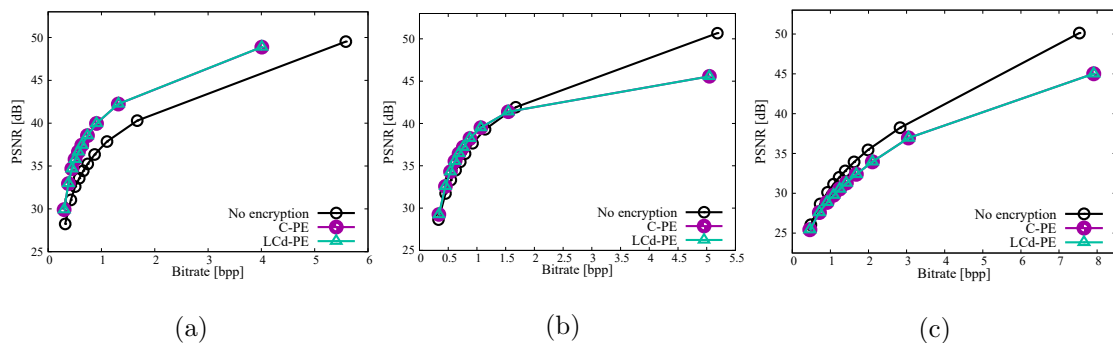 50
45
40
35
30
25
PSNR [dB]
0 1 2 3 4 5 6
Bitrate [bpp]
No encryption
C-PE
LCd-PE
(a)
50
45
40
35
30
25
PSNR [dB]
0 0.5 1 1.5 2 2.5 3 3.5 4 4.5 5 5.5
Bitrate [bpp]
No encryption
C-PE
LCd-PE
(b)
50
45
40
35
30
25
PSNR [dB]
0 1 2 3 4 5 6 7 8
Bitrate [bpp]
No encryption
C-PE
LCd-PE
(c)